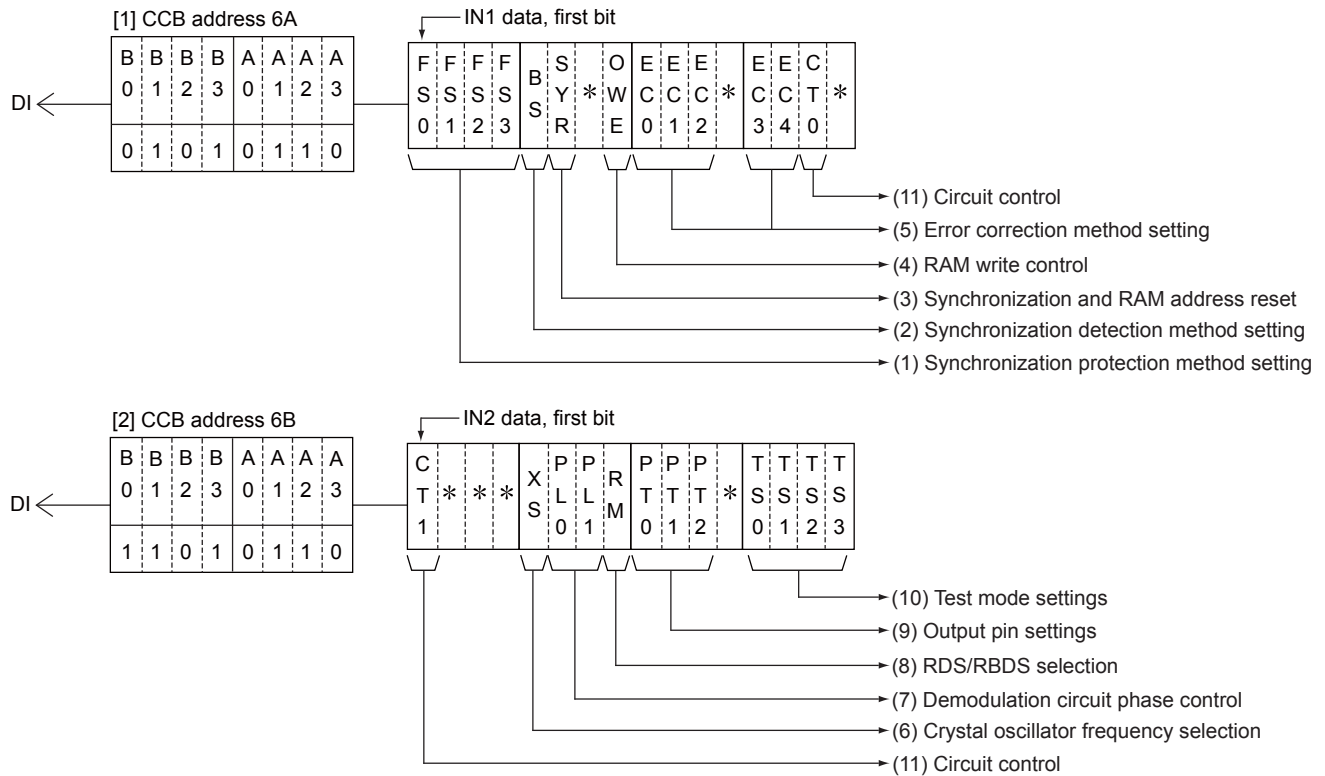 [1] CCB address 6A
IN1 data, first bit
DI
B0 B1 B2 B3 A0 A1 A2 A3
0 1 0 1 0 1 1 0
FS0 FS1 FS2 FS3 BS SYR * OWE EC0 EC1 EC2 * EC3 EC4 CT0 *
(11) Circuit control
(5) Error correction method setting
(4) RAM write control
(3) Synchronization and RAM address reset
(2) Synchronization detection method setting
(1) Synchronization protection method setting
[2] CCB address 6B
IN2 data, first bit
DI
B0 B1 B2 B3 A0 A1 A2 A3
1 1 0 1 0 1 1 0
CT1 * * * XS PL0 PL1 RM PT0 PT1 PT2 * TS0 TS1 TS2 TS3
(10) Test mode settings
(9) Output pin settings
(8) RDS/RBDS selection
(7) Demodulation circuit phase control
(6) Crystal oscillator frequency selection
(11) Circuit control